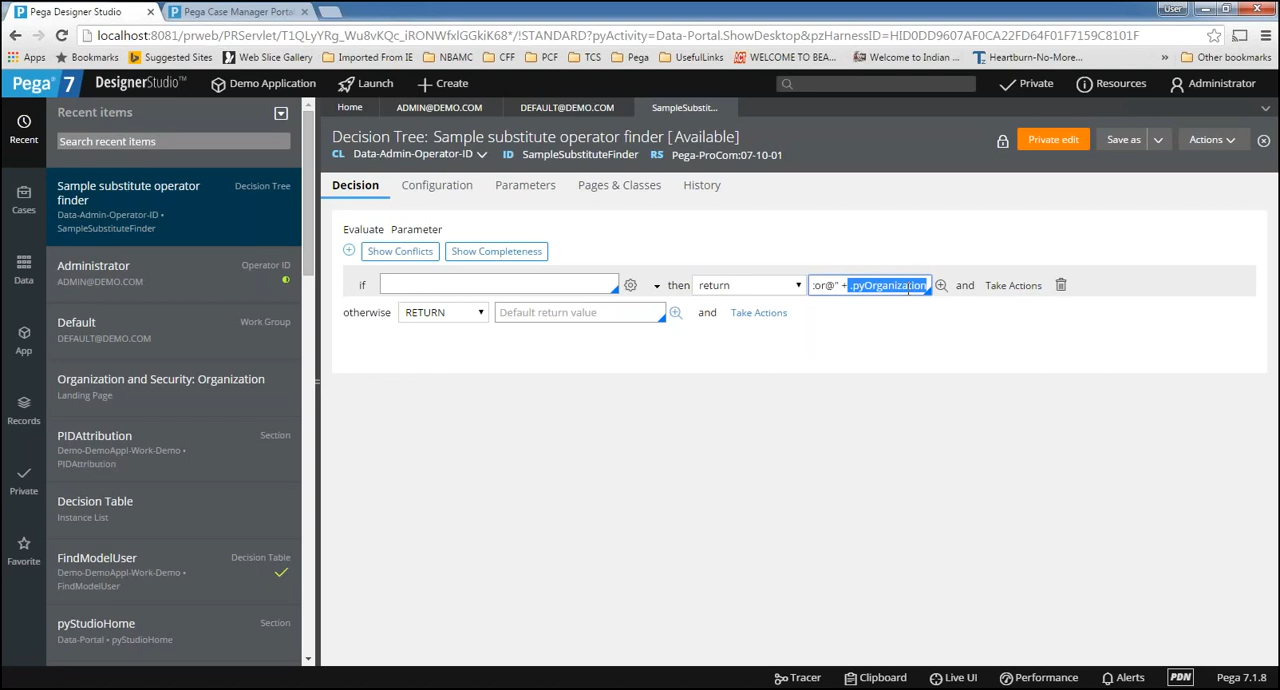 Pega Designer Studio
Pega Case Manager Portal
User
localhost:8081/prweb/PRServlet/T1QLyYRg_Wu8vKQc_iRONWfxlGGkiK68*/!STANDARD?pyActivity=Data-Portal.ShowDesktop&pzHarnessID=HID0DD9607AF0CA22FD64F01F7159C8101F
Apps Bookmarks Suggested Sites Web Slice Gallery Imported From IE NBAMC CFF PCF TCS Pega UsefulLinks What is SO BEA... Welcome to Indian ... Heartburn-No-More... » Other bookmarks
Pega 7 DesignerStudio™ Demo Application Launch Create Private Resources Administrator
Recent
Cases
Data
App
Records
Private
Favorite
Recent items
Search recent items
Sample substitute operator finder Decision Tree
Data-Admin-Operator-ID •
SampleSubstituteFinder
Administrator Operator ID
ADMIN@DEMO.COM
Default Work Group
DEFAULT@DEMO.COM
Organization and Security: Organization
Landing Page
PIDAttribution Section
Demo-DemoAppl-Work-Demo •
PIDAttribution
Decision Table
Instance List
FindModelUser Decision Table
Demo-DemoAppl-Work-Demo •
FindModelUser
pyStudioHome Section
Data-Portal • pyStudioHome
Home ADMIN@DEMO.COM DEFAULT@DEMO.COM SampleSubstit...
Decision Tree: Sample substitute operator finder [Available]
CL Data-Admin-Operator-ID ID SampleSubstituteFinder RS Pega-ProCom:07-10-01
Private edit Save as Actions
Decision Configuration Parameters Pages & Classes History
Evaluate Parameter
Show Conflicts Show Completeness
if then return :or@" + .pyOrganization and Take Actions
otherwise RETURN Default return value and Take Actions
Tracer Clipboard Live UI Performance Alerts PDN Pega 7.1.8